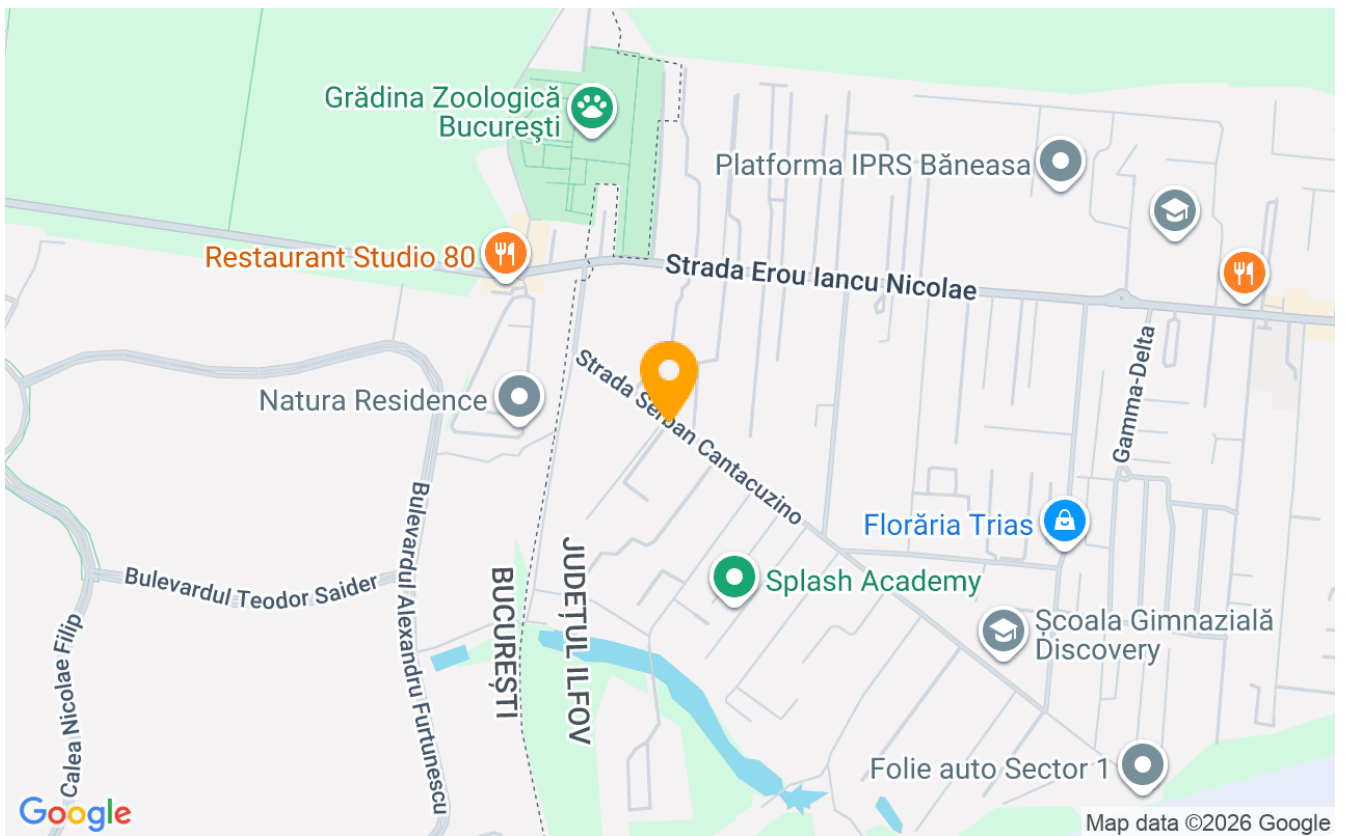 Grădina Zoologică
Bucureşti
Platforma IPRS Băneasa
Restaurant Studio 80
Strada Erou Iancu Nicolae
Strada Serban Cantacuzino
Natura Residence
Gamma-Delta
Florăria Trias
Bulevardul Teodor Saider
Bulevardul Alexandru Furtunescu
BUCUREȘTI
JUDEȚUL ILFOV
Splash Academy
Școala Gimnazială
Discovery
Calea Nicolae Filip
Folie auto Sector 1
Google
Map data ©2026 Google